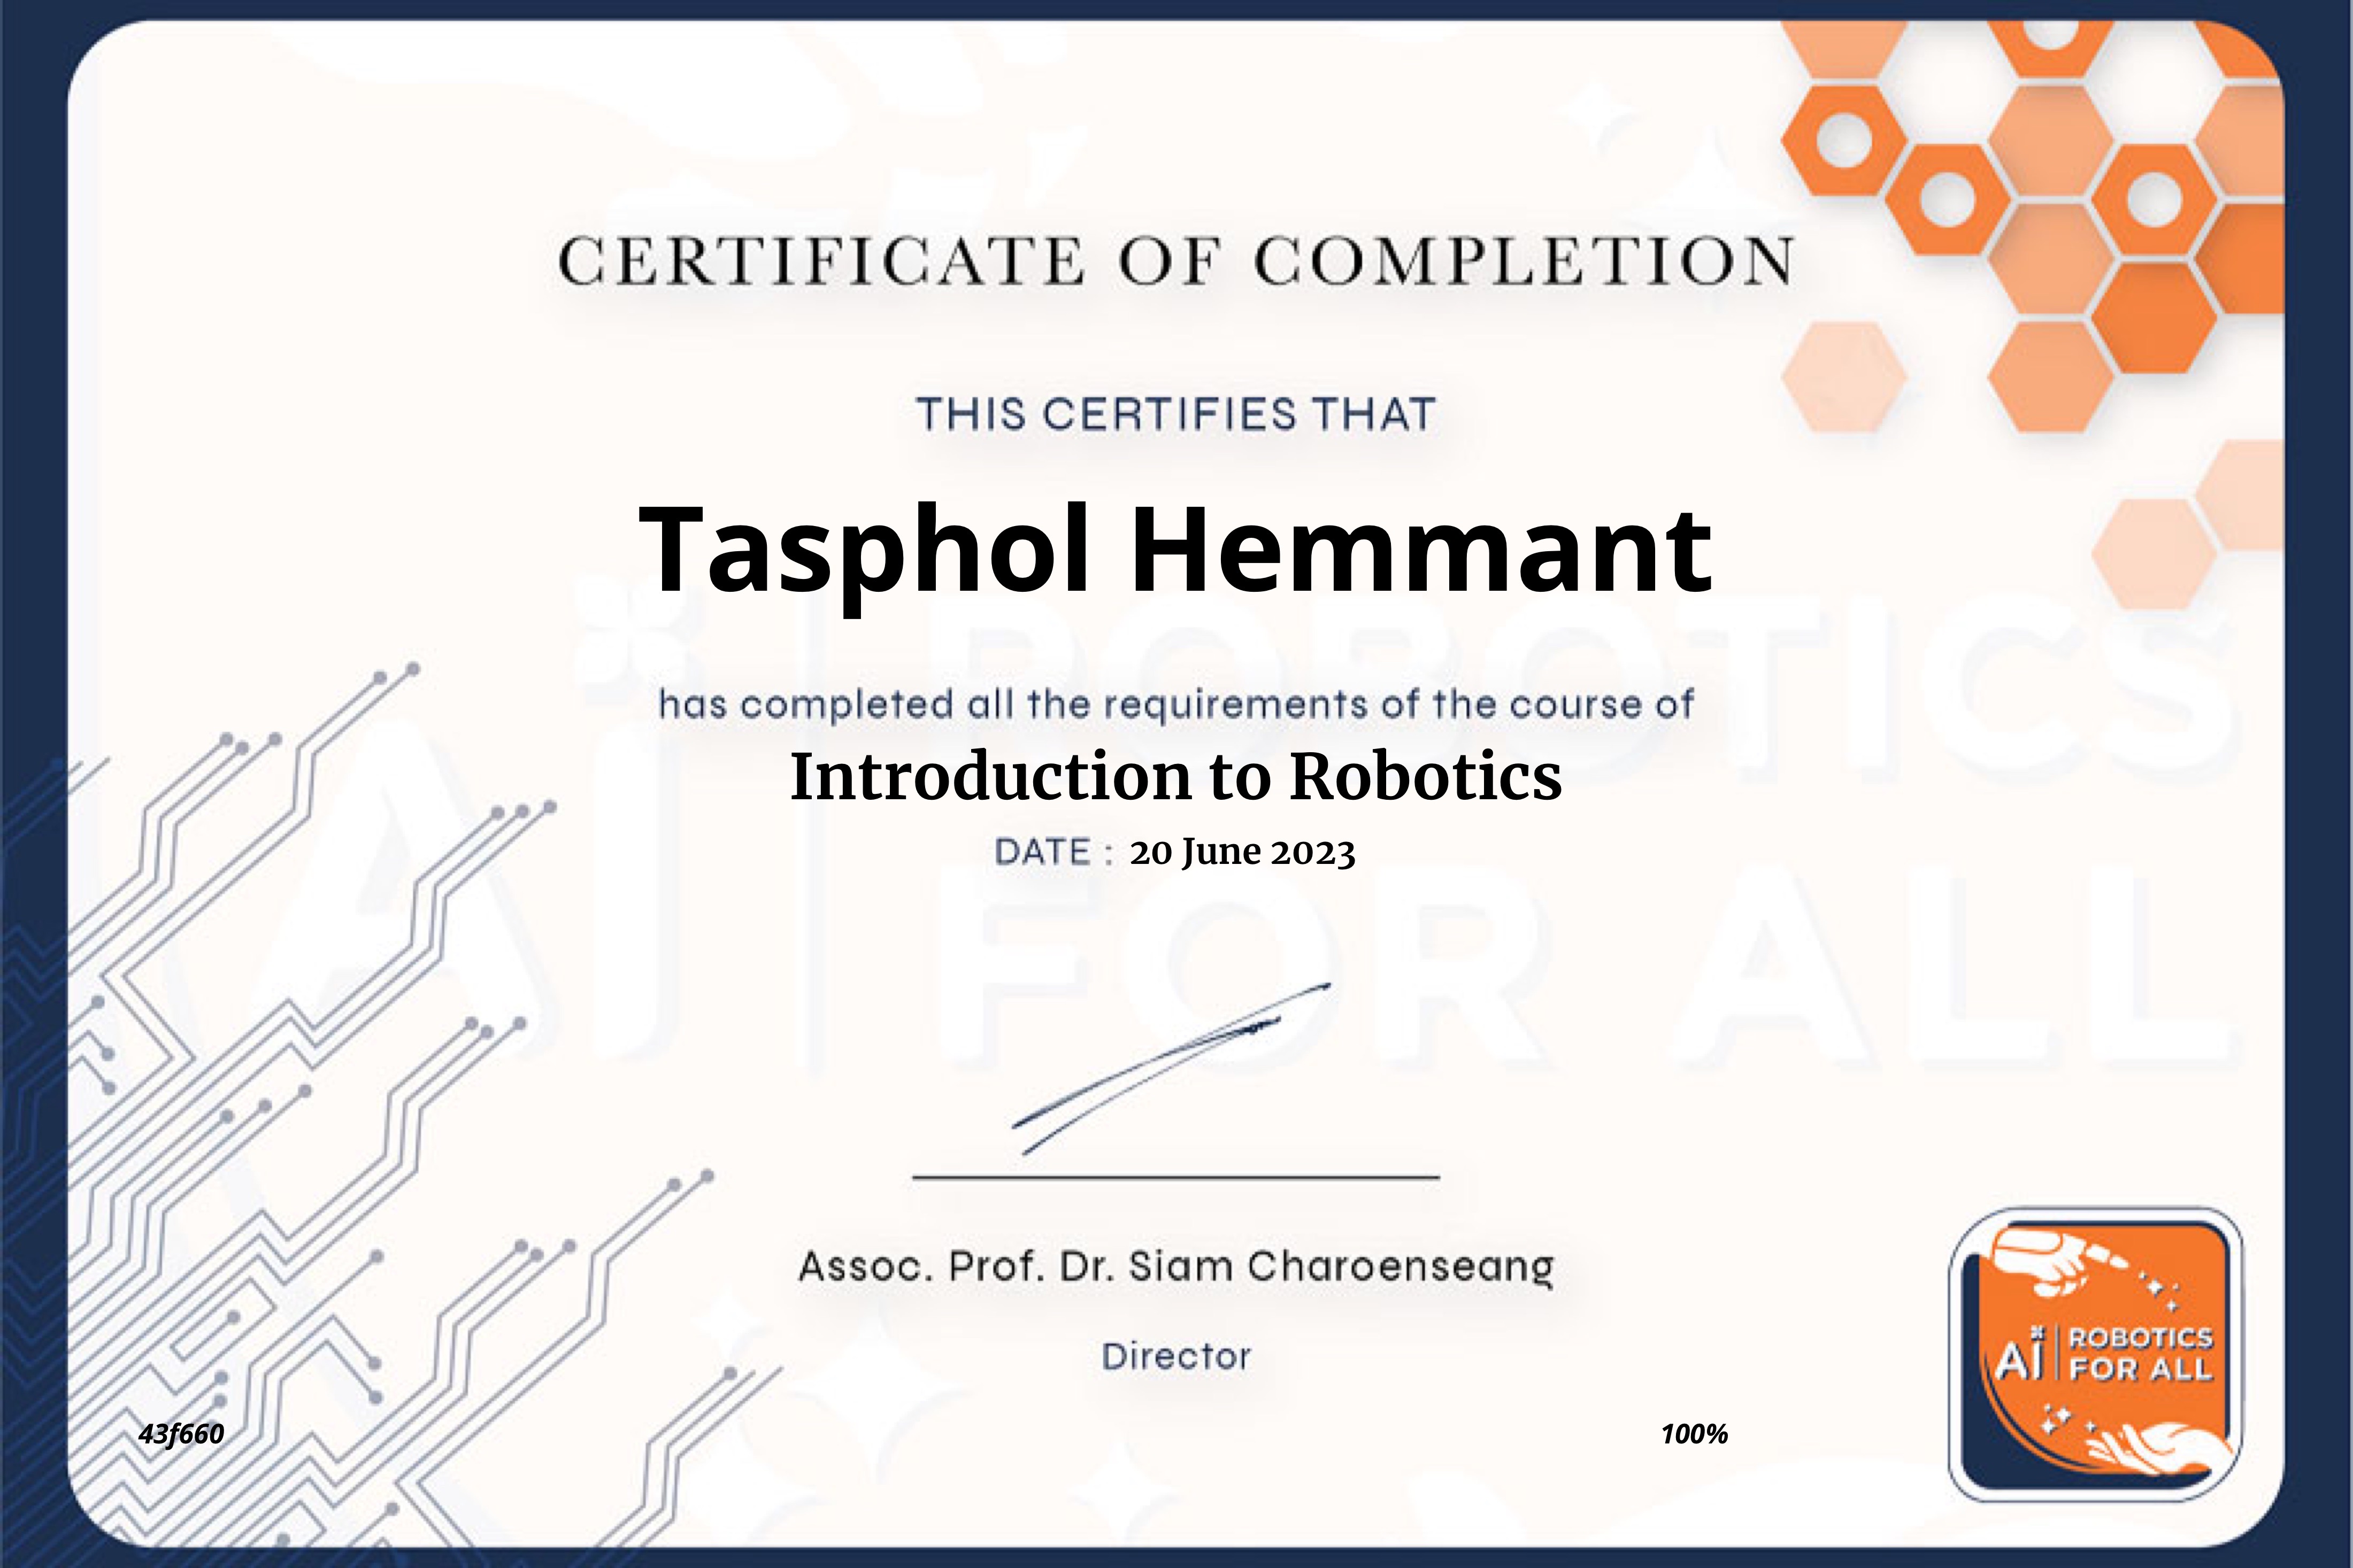 CERTIFICATE OF COMPLETION
THIS CERTIFIES THAT
Tasphol Hemmant
has completed all the requirements of the course of
Introduction to Robotics
DATE : 20 June 2023
Assoc. Prof. Dr. Siam Charoenseang
Director
43f660
100%
Ai ROBOTICS
FOR ALL
Ai ROBOTICS
FOR ALL